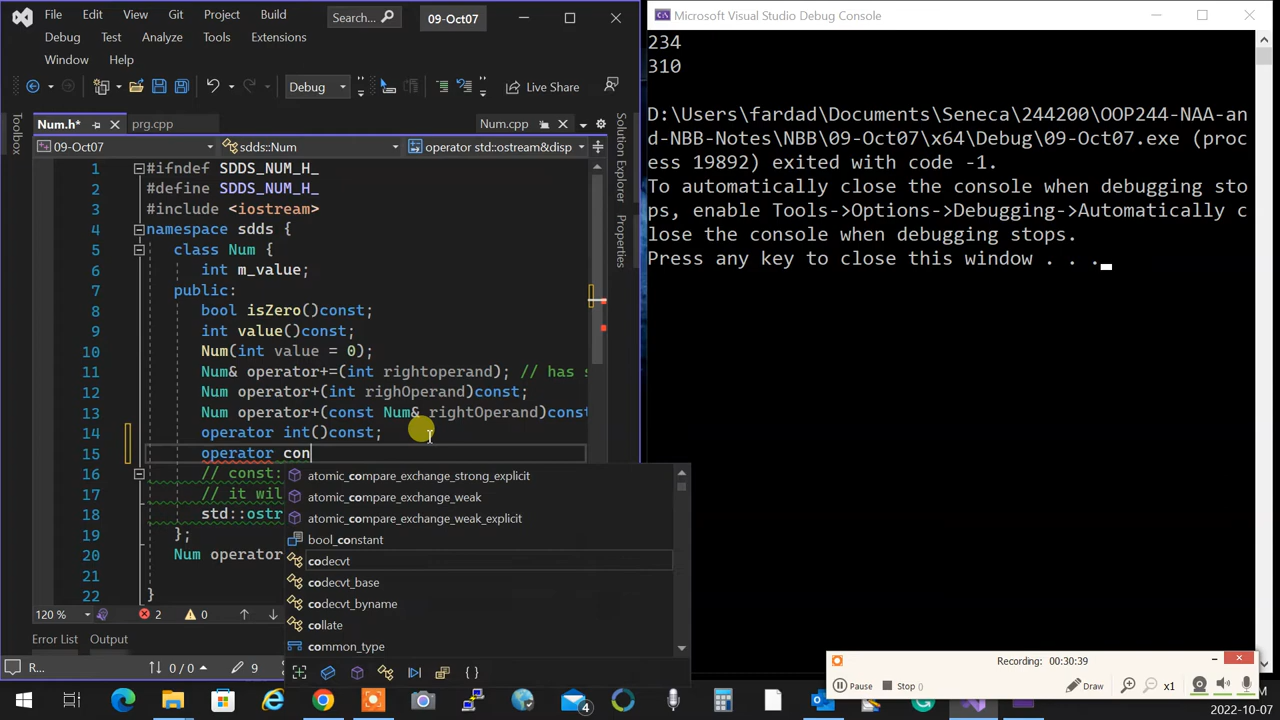 File Edit View Git
Project Build Search... 09-Oct07
Debug Test Analyze Tools Extensions
Window Help
Debug Live Share
Toolbox
Num.h* prg.cpp Num.cpp
09-Oct07 sdds::Num operator std::ostream&disp
1 #ifndef SDDS_NUM_H_
2 #define SDDS_NUM_H_
3 #include <iostream>
4 namespace sdds {
5 class Num {
6 int m_value;
7 public:
8 bool isZero()const;
9 int value()const;
10 Num(int value = 0);
11 Num& operator+=(int rightoperand); // has s
12 Num operator+(int righOperand)const;
13 Num operator+(const Num& rightOperand)const
14 operator int()const;
15 operator con
16 // const:
17 // it wil
18 std::ostr
19 };
20 Num operator
21
22 }
atomic_compare_exchange_strong_explicit
atomic_compare_exchange_weak
atomic_compare_exchange_weak_explicit
bool_constant
codecvt
codecvt_base
codecvt_byname
collate
common_type
120 % 2 0
Error List Output
R... 0 / 0 9
Solution Explorer
Properties
Microsoft Visual Studio Debug Console
234
310
D:\Users\fardad\Documents\Seneca\244200\OOP244-NAA-an
d-NBB-Notes\NBB\09-Oct07\x64\Debug\09-Oct07.exe (proc
ess 19892) exited with code -1.
To automatically close the console when debugging sto
ps, enable Tools->Options->Debugging->Automatically c
lose the console when debugging stops.
Press any key to close this window . . .
Recording: 00:30:39
Pause Stop () Draw x1
4
M
2022-10-07